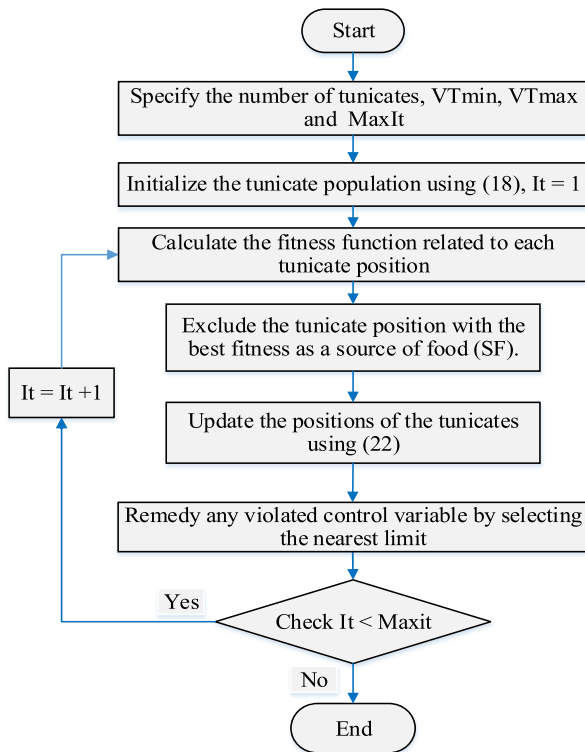 Start
Specify the number of tunicates, VTmin, VTmax
and MaxIt
Initialize the tunicate population using (18), It = 1
Calculate the fitness function related to each
tunicate position
Exclude the tunicate position with the
best fitness as a source of food (SF).
It = It +1
Update the positions of the tunicates
using (22)
Remedy any violated control variable by selecting
the nearest limit
Yes
Check It < Maxit
No
End